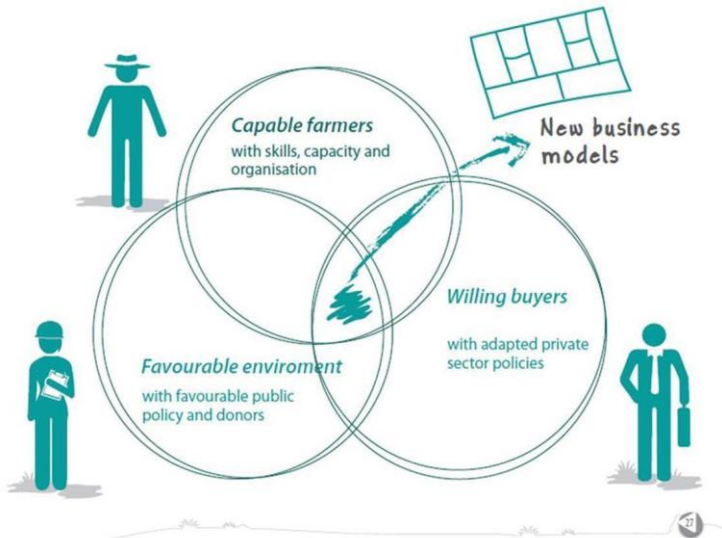 Capable farmers
with skills, capacity and
organisation
New business
models
Willing buyers
with adapted private
sector policies
Favourable enviroment
with favourable public
policy and donors
27